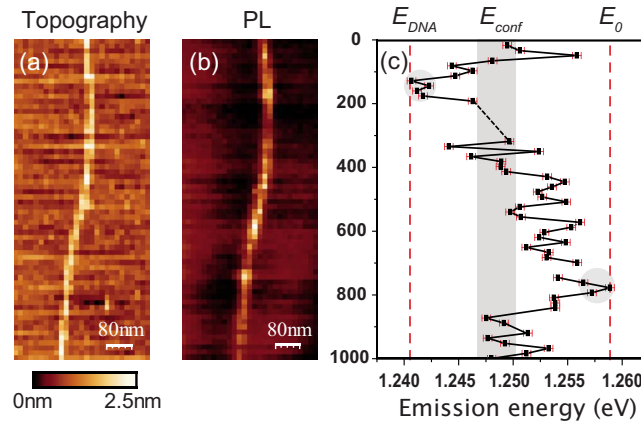 Topography
PL
E_DNA
E_conf
E_0
(a)
(b)
(c)
80nm
80nm
0nm
2.5nm
0
200
400
600
800
1000
1.240
1.245
1.250
1.255
1.260
Emission energy (eV)